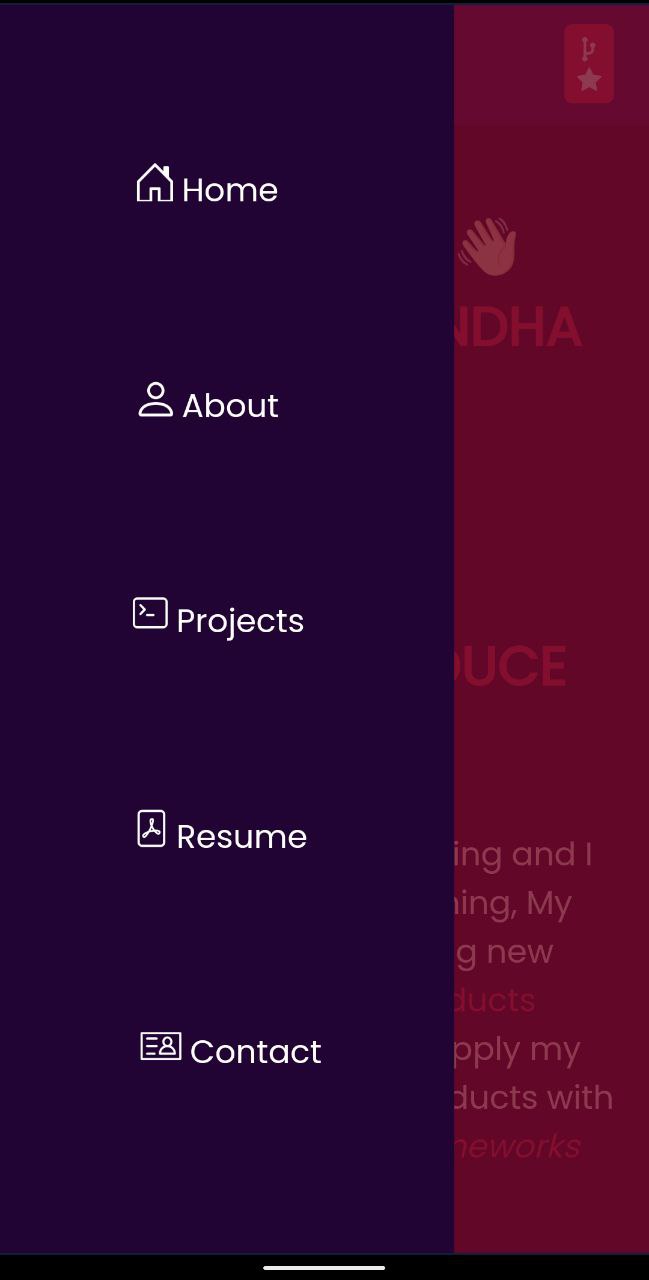 Home
NDHA
About
Projects
DUCE
Resume
ing and I
ning, My
g new
ducts
Contact
pply my
ducts with
neworks